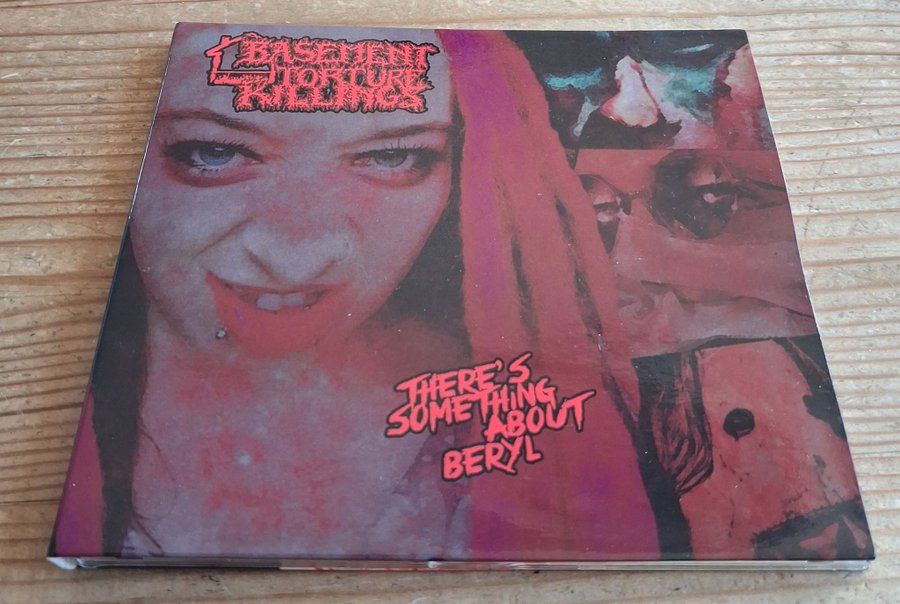 BASEMENT
TORTURE
KILLINGS
THERE'S
SOMETHING
ABOUT
BERYL